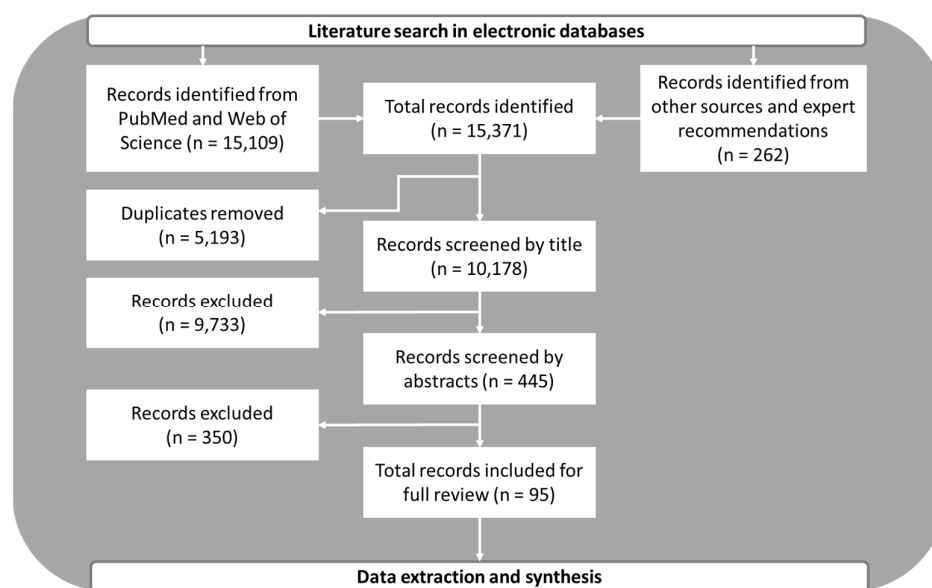 Literature search in electronic databases
Records identified from
PubMed and Web of
Science (n = 15,109)
Total records identified
(n = 15,371)
Records identified from
other sources and expert
recommendations
(n = 262)
Duplicates removed
(n = 5,193)
Records screened by title
(n = 10,178)
Records excluded
(n = 9,733)
Records screened by
abstracts (n = 445)
Records excluded
(n = 350)
Total records included for
full review (n = 95)
Data extraction and synthesis